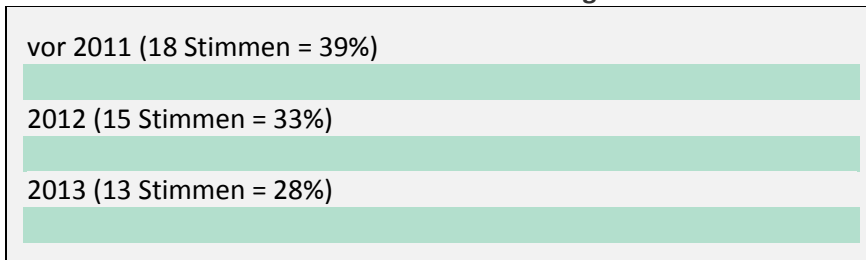 vor 2011 (18 Stimmen = 39%)
2012 (15 Stimmen = 33%)
2013 (13 Stimmen = 28%)